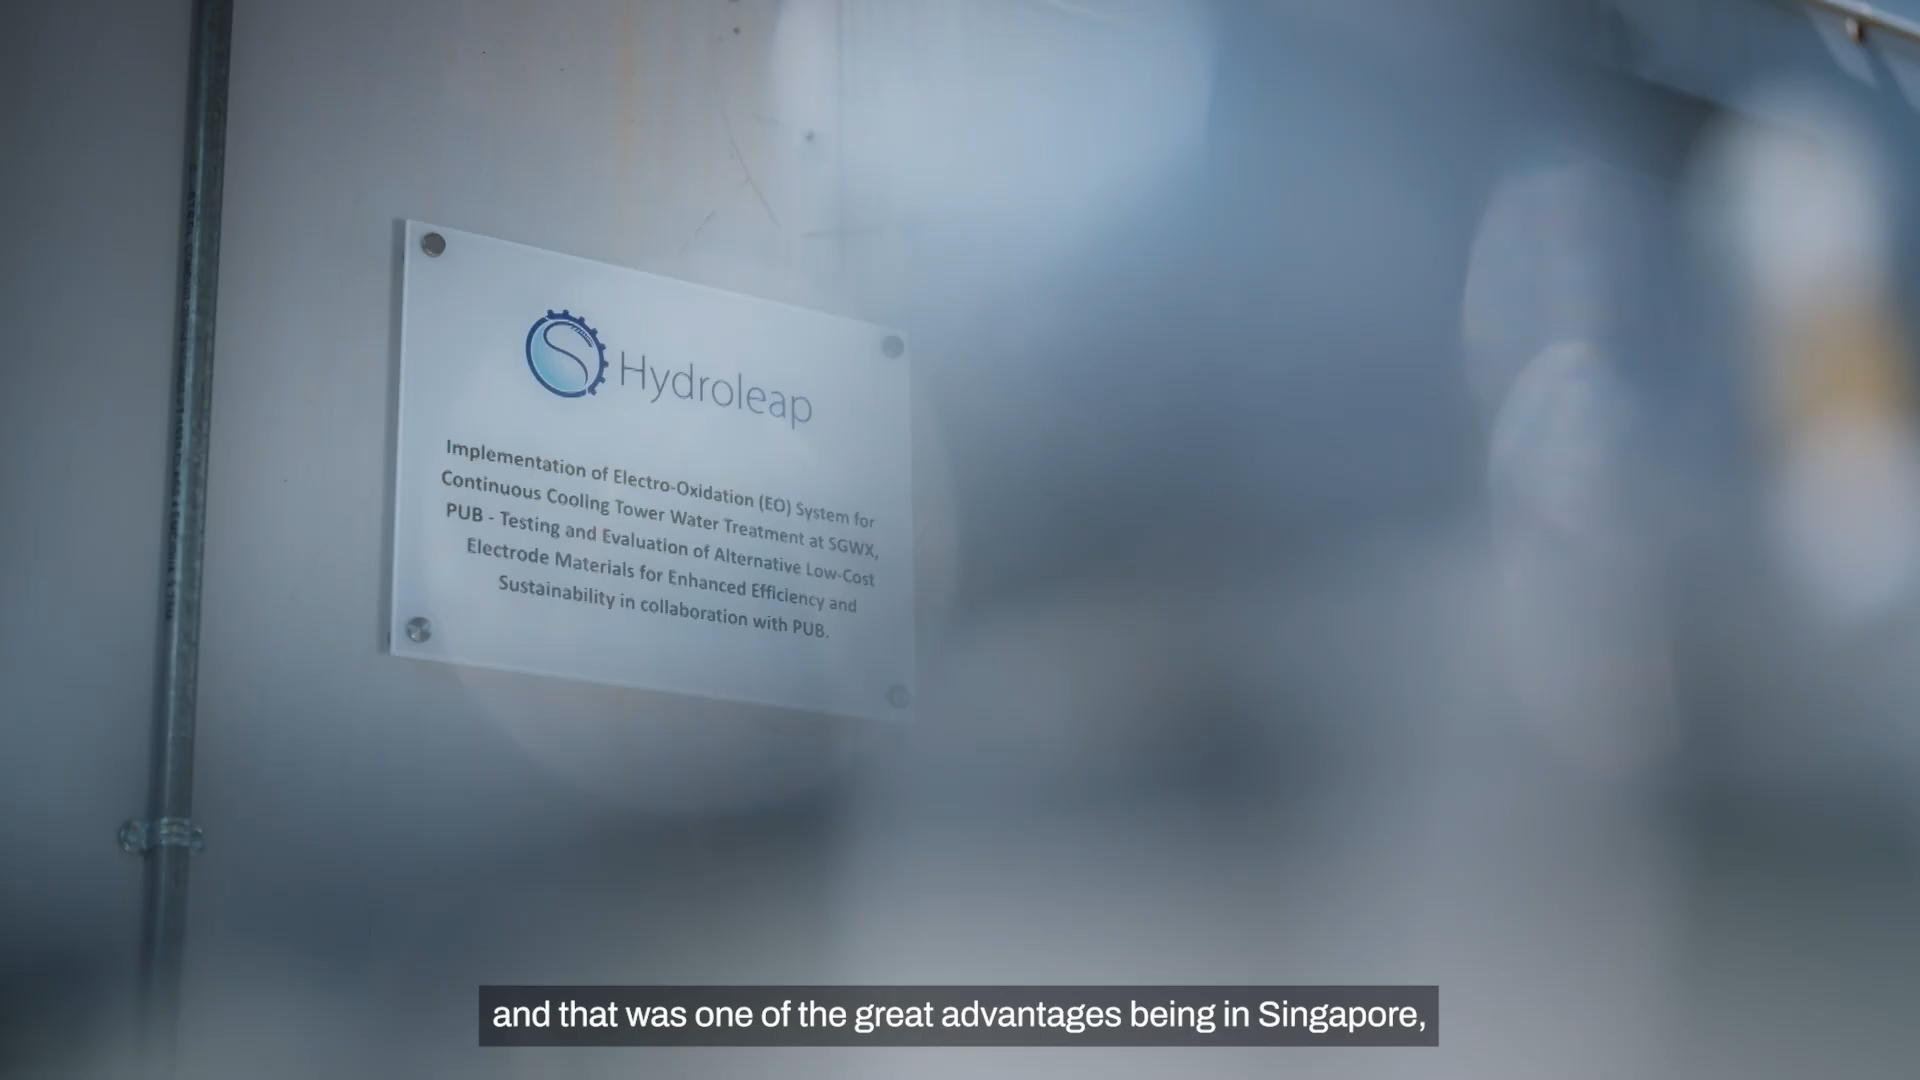 Hydroleap
Implementation of Electro-Oxidation (EO) System for
Continuous Cooling Tower Water Treatment at SGWX,
PUB - Testing and Evaluation of Alternative Low-Cost
Electrode Materials for Enhanced Efficiency and
Sustainability in collaboration with PUB.
and that was one of the great advantages being in Singapore,